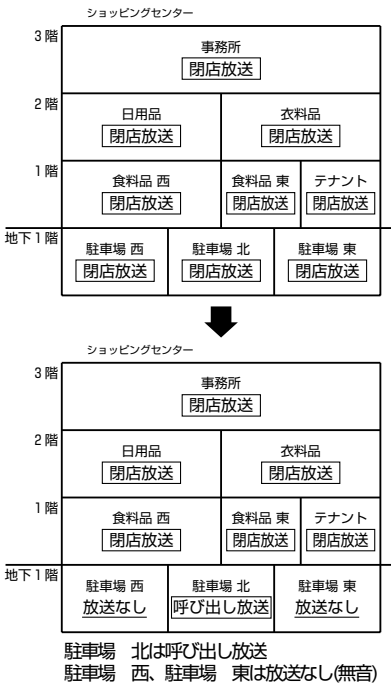 ショッピングセンター
3階
事務所
閉店放送
2階
日用品 衣料品
閉店放送 閉店放送
1階
食料品 西 食料品 東 テナント
閉店放送 閉店放送 閉店放送
地下1階
駐車場 西 駐車場 北 駐車場 東
閉店放送 閉店放送 閉店放送
ショッピングセンター
3階
事務所
閉店放送
2階
日用品 衣料品
閉店放送 閉店放送
1階
食料品 西 食料品 東 テナント
閉店放送 閉店放送 閉店放送
地下1階
駐車場 西 駐車場 北 駐車場 東
放送なし 呼び出し放送 放送なし
駐車場 北は呼び出し放送
駐車場 西、駐車場 東は放送なし(無音)